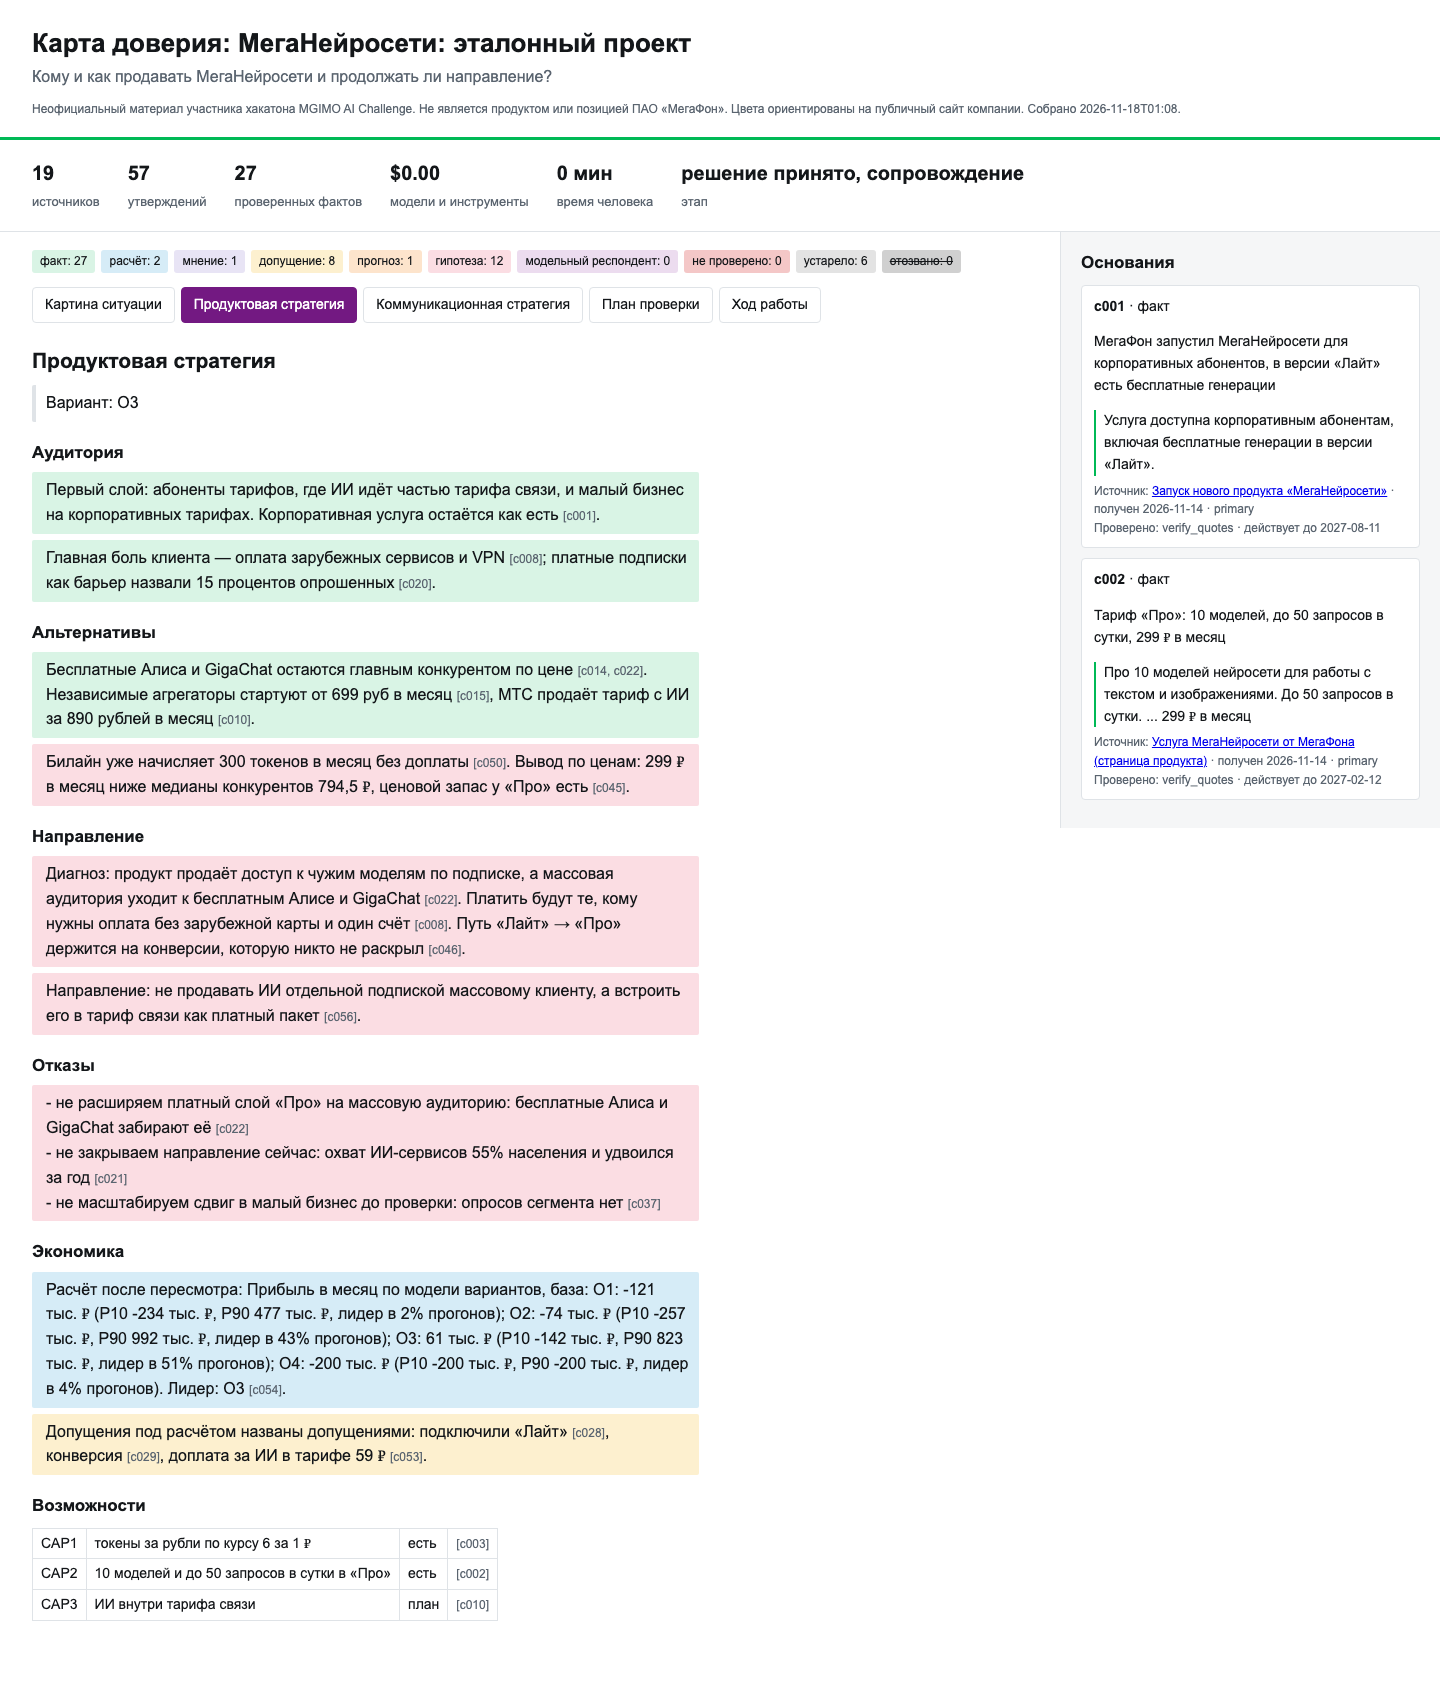 Карта доверия: МегаНейросети: эталонный проект
Кому и как продавать МегаНейросети и продолжать ли направление?
Неофициальный материал участника хакатона MGIMO AI Challenge. Не является продуктом или позицией ПАО «МегаФон». Цвета ориентированы на публичный сайт компании. Собрано 2026-11-18T01:08.
19 57 27 $0.00 0 мин решение принято, сопровождение
источников утверждений проверенных фактов модели и инструменты время человека этап
факт: 27 расчёт: 2 мнение: 1 допущение: 8 прогноз: 1 гипотеза: 12 модельный респондент: 0 не проверено: 0 устарело: 6 отозвано: 0
Картина ситуации Продуктовая стратегия Коммуникационная стратегия План проверки Ход работы
Продуктовая стратегия
Вариант: O3
Аудитория
Первый слой: абоненты тарифов, где ИИ идёт частью тарифа связи, и малый бизнес
на корпоративных тарифах. Корпоративная услуга остаётся как есть [c001].
Главная боль клиента — оплата зарубежных сервисов и VPN [c008]; платные подписки
как барьер назвали 15 процентов опрошенных [c020].
Альтернативы
Бесплатные Алиса и GigaChat остаются главным конкурентом по цене [c014, c022].
Независимые агрегаторы стартуют от 699 руб в месяц [c015], МТС продаёт тариф с ИИ
за 890 рублей в месяц [c010].
Билайн уже начисляет 300 токенов в месяц без доплаты [c050]. Вывод по ценам: 299 ₽
в месяц ниже медианы конкурентов 794,5 ₽, ценовой запас у «Про» есть [c045].
Направление
Диагноз: продукт продаёт доступ к чужим моделям по подписке, а массовая
аудитория уходит к бесплатным Алисе и GigaChat [c022]. Платить будут те, кому
нужны оплата без зарубежной карты и один счёт [c008]. Путь «Лайт» → «Про»
держится на конверсии, которую никто не раскрыл [c046].
Направление: не продавать ИИ отдельной подпиской массовому клиенту, а встроить
его в тариф связи как платный пакет [c056].
Отказы
- не расширяем платный слой «Про» на массовую аудиторию: бесплатные Алиса и
GigaChat забирают её [c022]
- не закрываем направление сейчас: охват ИИ-сервисов 55% населения и удвоился
за год [c021]
- не масштабируем сдвиг в малый бизнес до проверки: опросов сегмента нет [c037]
Экономика
Расчёт после пересмотра: Прибыль в месяц по модели вариантов, база: O1: -121
тыс. ₽ (P10 -234 тыс. ₽, P90 477 тыс. ₽, лидер в 2% прогонов); O2: -74 тыс. ₽ (P10 -257
тыс. ₽, P90 992 тыс. ₽, лидер в 43% прогонов); O3: 61 тыс. ₽ (P10 -142 тыс. ₽, P90 823
тыс. ₽, лидер в 51% прогонов); O4: -200 тыс. ₽ (P10 -200 тыс. ₽, P90 -200 тыс. ₽, лидер
в 4% прогонов). Лидер: O3 [c054].
Допущения под расчётом названы допущениями: подключили «Лайт» [c028],
конверсия [c029], доплата за ИИ в тарифе 59 ₽ [c053].
Возможности
CAP1 токены за рубли по курсу 6 за 1 ₽ есть [c003]
CAP2 10 моделей и до 50 запросов в сутки в «Про» есть [c002]
CAP3 ИИ внутри тарифа связи план [c010]
Основания
c001 · факт
МегаФон запустил МегаНейросети для
корпоративных абонентов, в версии «Лайт»
есть бесплатные генерации
Услуга доступна корпоративным абонентам,
включая бесплатные генерации в версии
«Лайт».
Источник: Запуск нового продукта «МегаНейросети» ·
получен 2026-11-14 · primary
Проверено: verify_quotes · действует до 2027-08-11
c002 · факт
Тариф «Про»: 10 моделей, до 50 запросов в
сутки, 299 ₽ в месяц
Про 10 моделей нейросети для работы с
текстом и изображениями. До 50 запросов в
сутки. ... 299 ₽ в месяц
Источник: Услуга МегаНейросети от МегаФона
(страница продукта) · получен 2026-11-14 · primary
Проверено: verify_quotes · действует до 2027-02-12